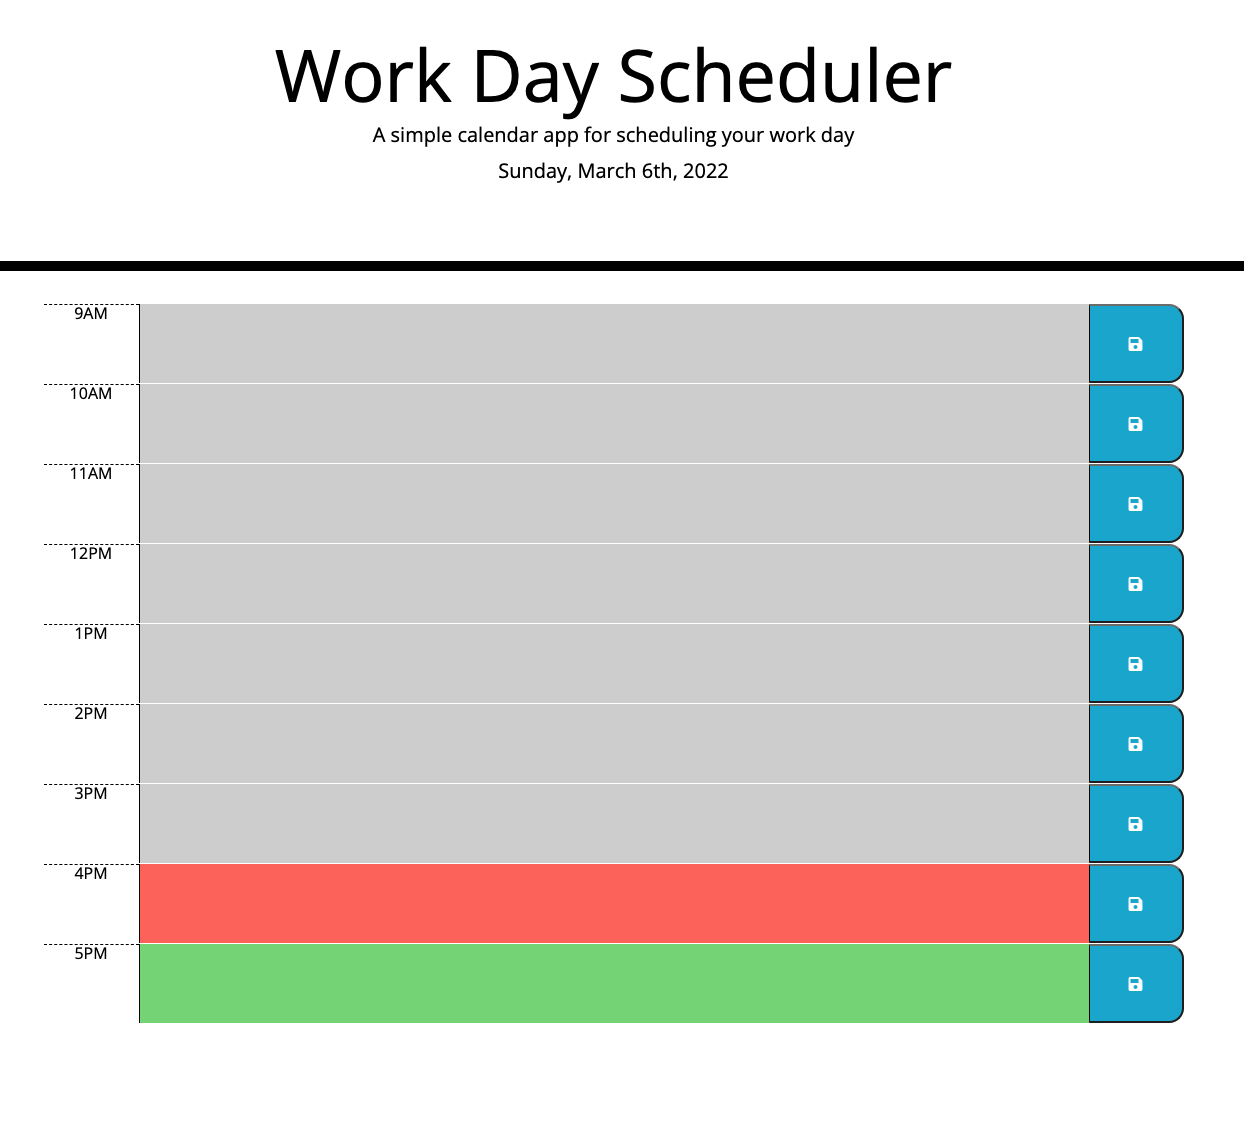 Work Day Scheduler
A simple calendar app for scheduling your work day
Sunday, March 6th, 2022
9AM
10AM
11AM
12PM
1PM
2PM
3PM
4PM
5PM